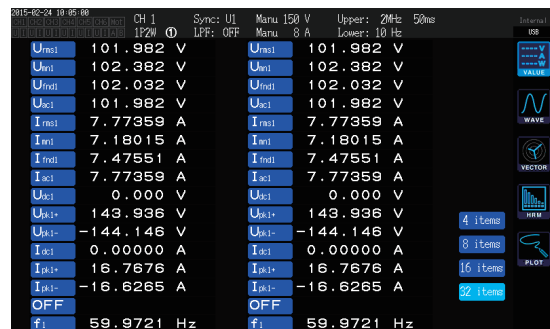 2015-02-24 10:05:00
CH1 CH2 CH3 CH4 CH5 CH6 Mot CH 1 Sync: U1 Manu 150 V Upper: 2MHz 50ms Internal
1P2W ① LPF: OFF Manu 8 A Lower: 10 Hz USB
Urms1 101.982 V Urms1 101.982 V
Umn1 102.382 V Umn1 102.382 V
Ufnd1 102.032 V Ufnd1 102.032 V
Uac1 101.982 V Uac1 101.982 V
Irms1 7.77359 A Irms1 7.77359 A
Imn1 7.18015 A Imn1 7.18015 A
Ifnd1 7.47551 A Ifnd1 7.47551 A
Iac1 7.77359 A Iac1 7.77359 A
Udc1 0.000 V Udc1 0.000 V
Upk1+ 143.936 V Upk1+ 143.936 V
Upk1- -144.146 V Upk1- -144.146 V
Idc1 0.00000 A Idc1 0.00000 A
Ipk1+ 16.7676 A Ipk1+ 16.7676 A
Ipk1- -16.6265 A Ipk1- -16.6265 A
OFF OFF
f1 59.9721 Hz f1 59.9721 Hz
4 items
8 items
16 items
32 items
V
A
W
VALUE
WAVE
VECTOR
HRM
PLOT